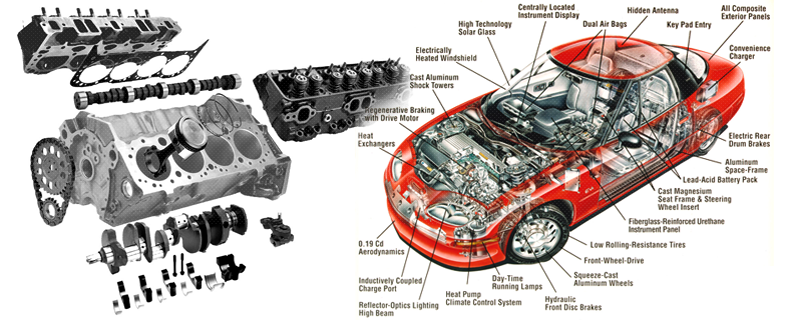 Hidden Antenna
All Composite
Exterior Panels
Centrally Located
Instrument Display
Dual Air Bags
Key Pad Entry
High Technology
Solar Glass
Convenience
Charger
Electrically
Heated Windshield
Cast Aluminum
Shock Towers
Regenerative Braking
with Drive Motor
Heat
Exchangers
Electric Rear
Drum Brakes
Aluminum
Space-Frame
Lead-Acid Battery Pack
Cast Magnesium
Seat Frame & Steering
Wheel Insert
Fiberglass-Reinforced Urethane
Instrument Panel
0.19 Cd
Aerodynamics
Low Rolling-Resistance Tires
Front-Wheel-Drive
Squeeze-Cast
Aluminum Wheels
Inductively Coupled
Charge Port
Day-Time
Running Lamps
Reflector-Optics Lighting
High Beam
Heat Pump
Climate Control System
Hydraulic
Front Disc Brakes